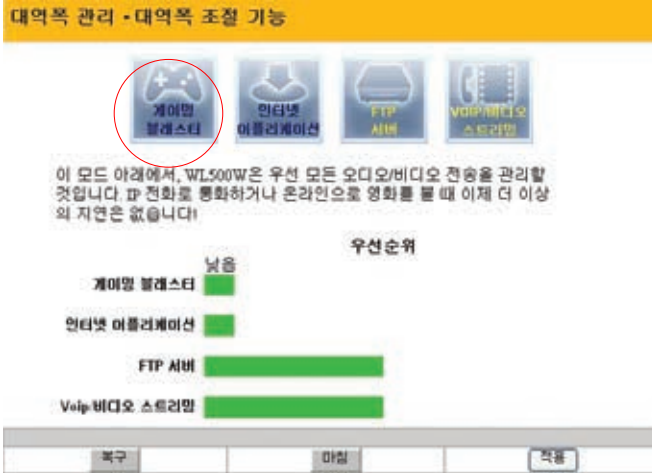 대역폭 관리 - 대역폭 조절 기능
게이밍
블래스터
인터넷
어플리케이션
FTP
서버
VOIP/비디오
스트리밍
이 모드 아래에서, WL500W은 우선 모든 오디오/비디오 전송을 관리할
것입니다. IP 전화로 통화하거나 온라인으로 영화를 볼 때 이제 더 이상
의 지연은 없습니다!
우선순위
낮음
게이밍 블래스터
인터넷 어플리케이션
FTP 서버
Voip/비디오 스트리밍
복구
마침
적용